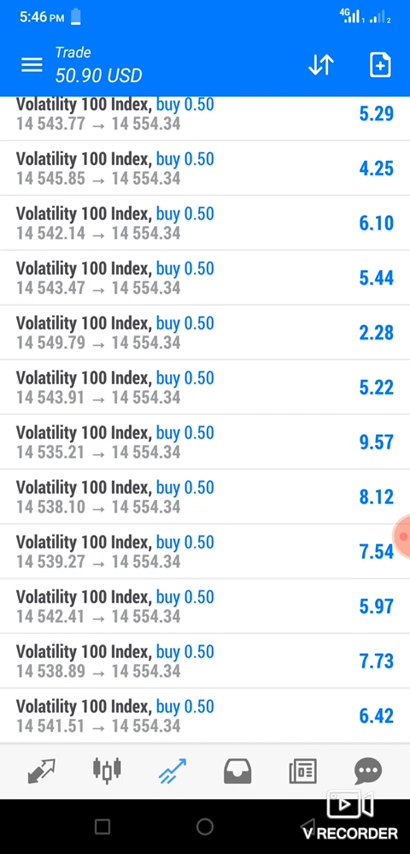 5:46 PM
4G 1 2
Trade
50.90 USD
Volatility 100 Index, buy 0.50 5.29
14 543.77 → 14 554.34
Volatility 100 Index, buy 0.50 4.25
14 545.85 → 14 554.34
Volatility 100 Index, buy 0.50 6.10
14 542.14 → 14 554.34
Volatility 100 Index, buy 0.50 5.44
14 543.47 → 14 554.34
Volatility 100 Index, buy 0.50 2.28
14 549.79 → 14 554.34
Volatility 100 Index, buy 0.50 5.22
14 543.91 → 14 554.34
Volatility 100 Index, buy 0.50 9.57
14 535.21 → 14 554.34
Volatility 100 Index, buy 0.50 8.12
14 538.10 → 14 554.34
Volatility 100 Index, buy 0.50 7.54
14 539.27 → 14 554.34
Volatility 100 Index, buy 0.50 5.97
14 542.41 → 14 554.34
Volatility 100 Index, buy 0.50 7.73
14 538.89 → 14 554.34
Volatility 100 Index, buy 0.50 6.42
14 541.51 → 14 554.34
V RECORDER